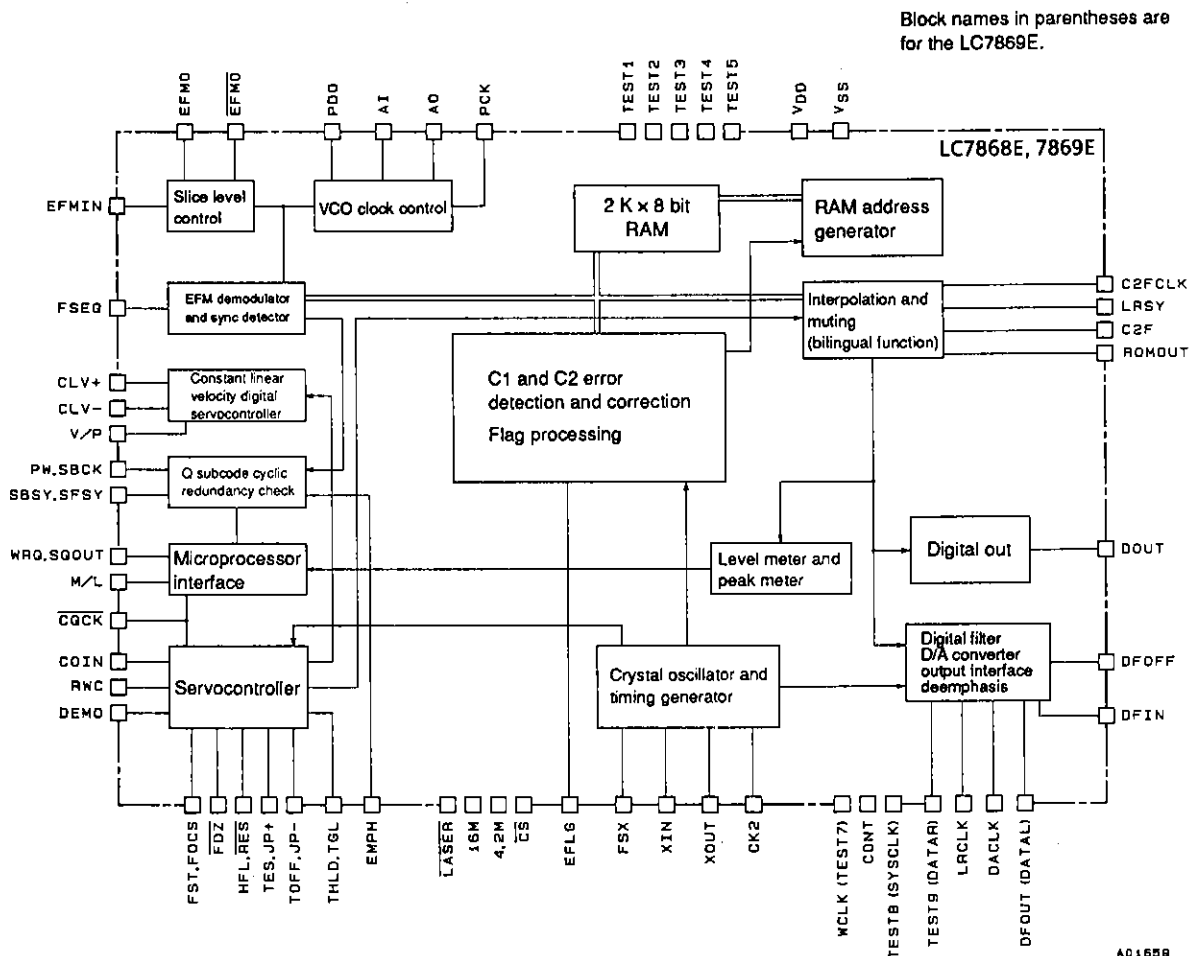 Block names in parentheses are
for the LC7869E.
EFMO
EFMO
PDO
AI
AO
PCK
TEST1
TEST2
TEST3
TEST4
TEST5
VDD
VSS
LC7868E, 7869E
EFMIN
Slice level
control
VCO clock control
2 K × 8 bit
RAM
RAM address
generator
FSEQ
EFM demodulator
and sync detector
Interpolation and
muting
(bilingual function)
C2FCLK
LRSY
C2F
ROMOUT
CLV+
CLV-
V/P
Constant linear
velocity digital
servocontroller
C1 and C2 error
detection and correction
Flag processing
PW,SBCK
SBSY,SFSY
Q subcode cyclic
redundancy check
WRQ,SQOUT
M/L
Microprocessor
interface
Level meter and
peak meter
Digital out
DOUT
CQCK
COIN
RWC
DEMO
Servocontroller
Crystal oscillator and
timing generator
Digital filter
D/A converter
output interface
deemphasis
DFOFF
DFIN
FST,FOCS
FDZ
HFL,RES
TES,JP+
TOFF,JP-
THLD,TGL
EMPH
LASER
16M
4.2M
CS
EFLG
FSX
XIN
XOUT
CK2
WCLK (TEST7)
CONT
TEST8 (SYSCLK)
TEST9 (DATAR)
LRCLK
DACLK
DFOUT (DATAL)
A01658